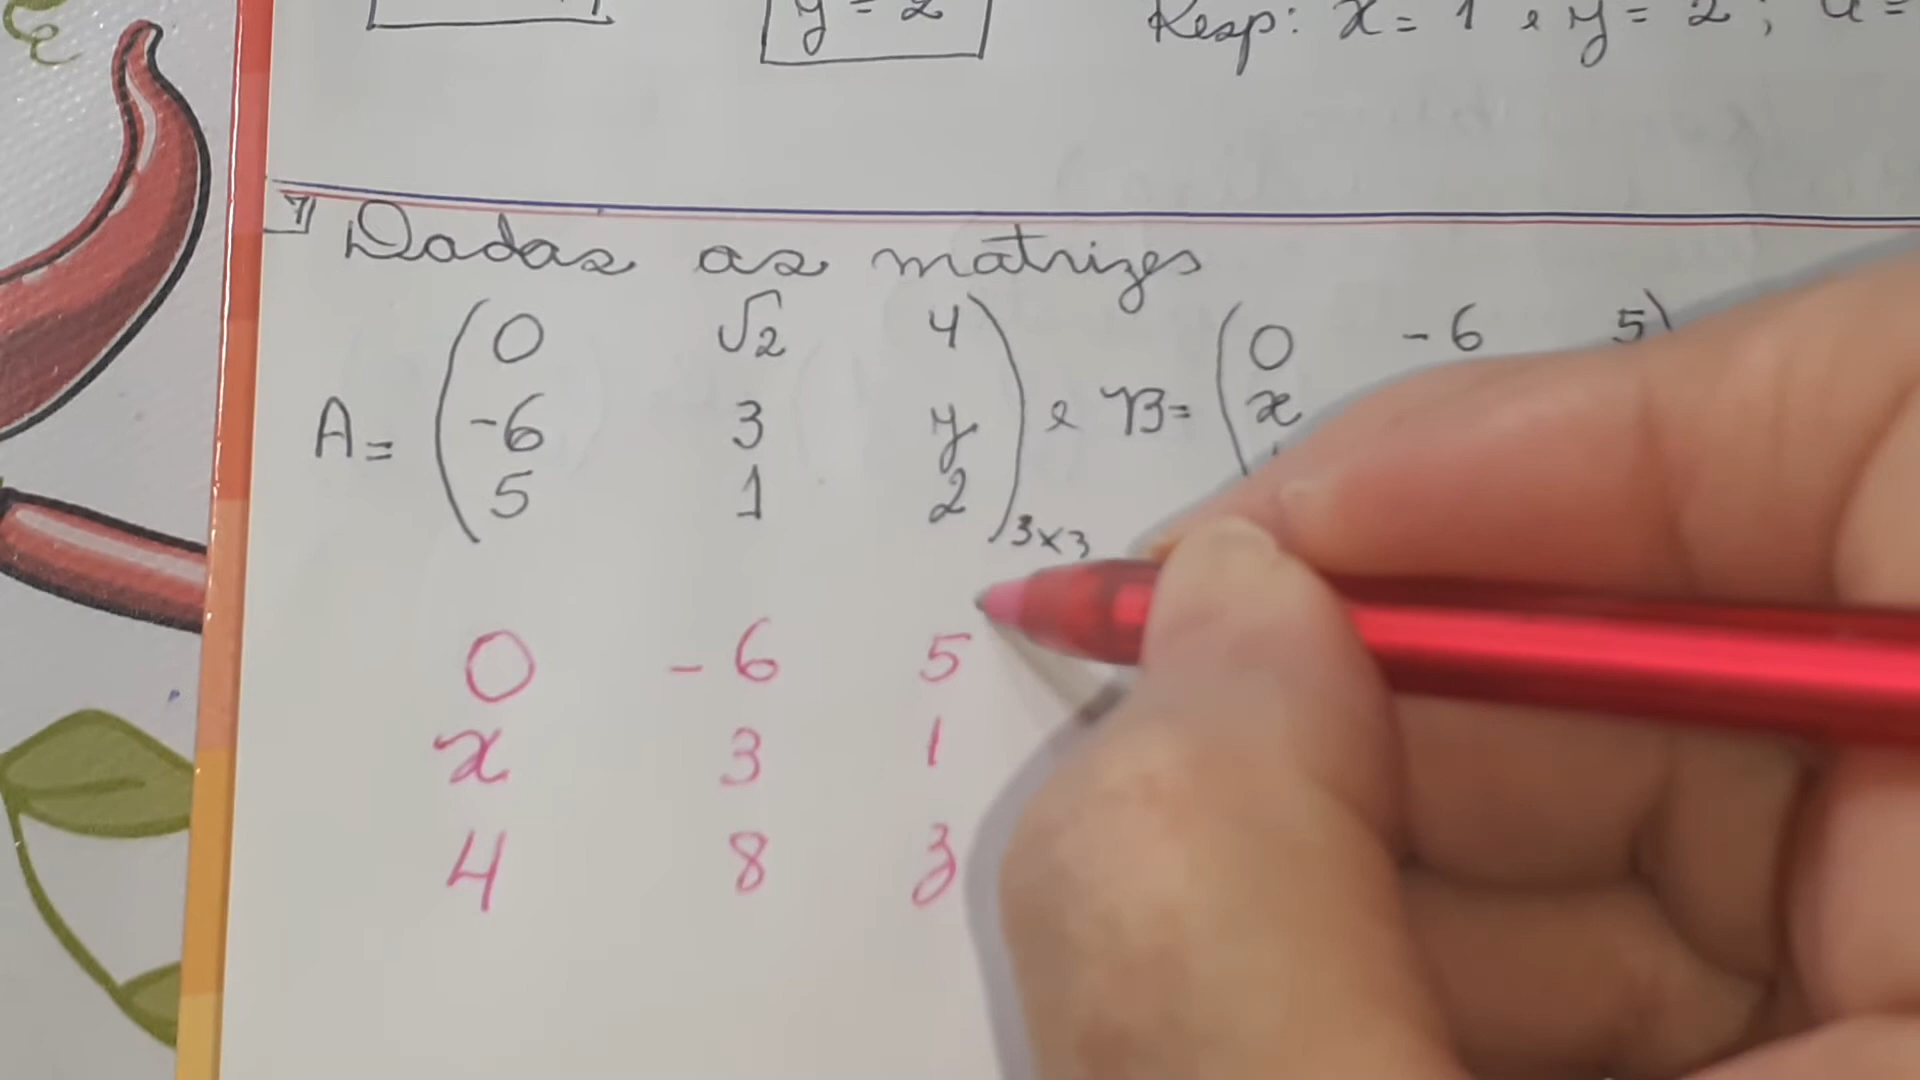 y = 2 Resp: x = 1 e y = 2 ;
7 Dadas as matrizes
0 √2 4 0 -6 5
A= -6 3 y e B= x
5 1 2 3x3
0 -6 5
x 3 1
4 8 z